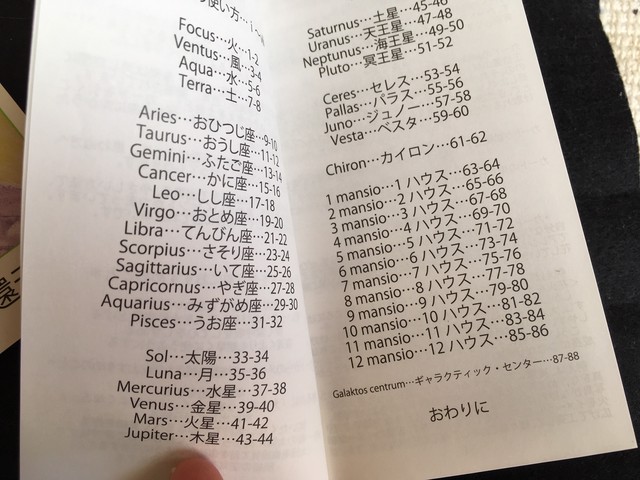 の使い方…1~
Focus…火…1-2
Ventus…風…3-4
Aqua…水…5-6
Terra…土…7-8
Aries…おひつじ座…9-10
Taurus…おうし座…11-12
Gemini…ふたご座…13-14
Cancer…かに座…15-16
Leo…しし座…17-18
Virgo…おとめ座…19-20
Libra…てんびん座…21-22
Scorpius…さそり座…23-24
Sagittarius…いて座…25-26
Capricornus…やぎ座…27-28
Aquarius…みずがめ座…29-30
Pisces…うお座…31-32
Sol…太陽…33-34
Luna…月…35-36
Mercurius…水星…37-38
Venus…金星…39-40
Mars…火星…41-42
Jupiter…木星…43-44
Saturnus…土星…45-46
Uranus…天王星…47-48
Neptunus…海王星…49-50
Pluto…冥王星…51-52
Ceres…セレス…53-54
Pallas…パラス…55-56
Juno…ジュノー…57-58
Vesta…ベスタ…59-60
Chiron…カイロン…61-62
1 mansio…1 ハウス…63-64
2 mansio…2 ハウス…65-66
3 mansio…3 ハウス…67-68
4 mansio…4 ハウス…69-70
5 mansio…5 ハウス…71-72
6 mansio…6 ハウス…73-74
7 mansio…7 ハウス…75-76
8 mansio…8 ハウス…77-78
9 mansio…9 ハウス…79-80
10 mansio…10 ハウス…81-82
11 mansio…11 ハウス…83-84
12 mansio…12 ハウス…85-86
Galaktos centrum…ギャラクティック・センター…87-88
おわりに